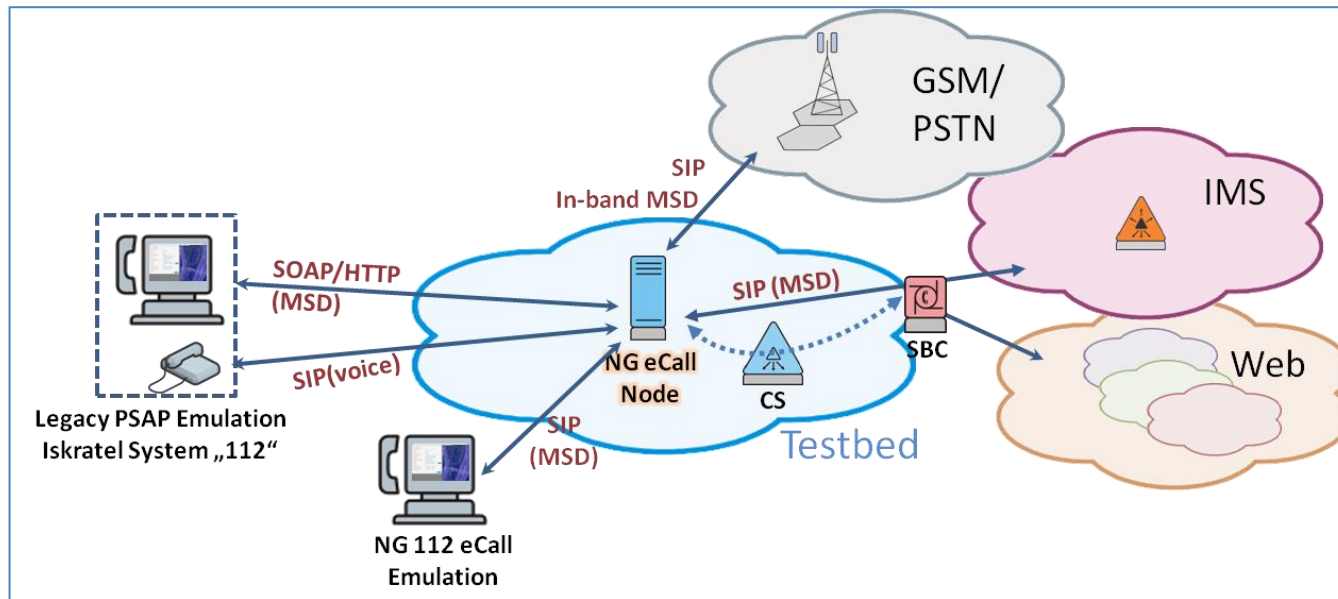 GSM/
PSTN
SIP
In-band MSD
IMS
SOAP/HTTP
(MSD)
SIP (MSD)
SBC
NG eCall
Node
CS
SIP(voice)
Web
Legacy PSAP Emulation
Iskratel System „112“
SIP
(MSD)
Testbed
NG 112 eCall
Emulation